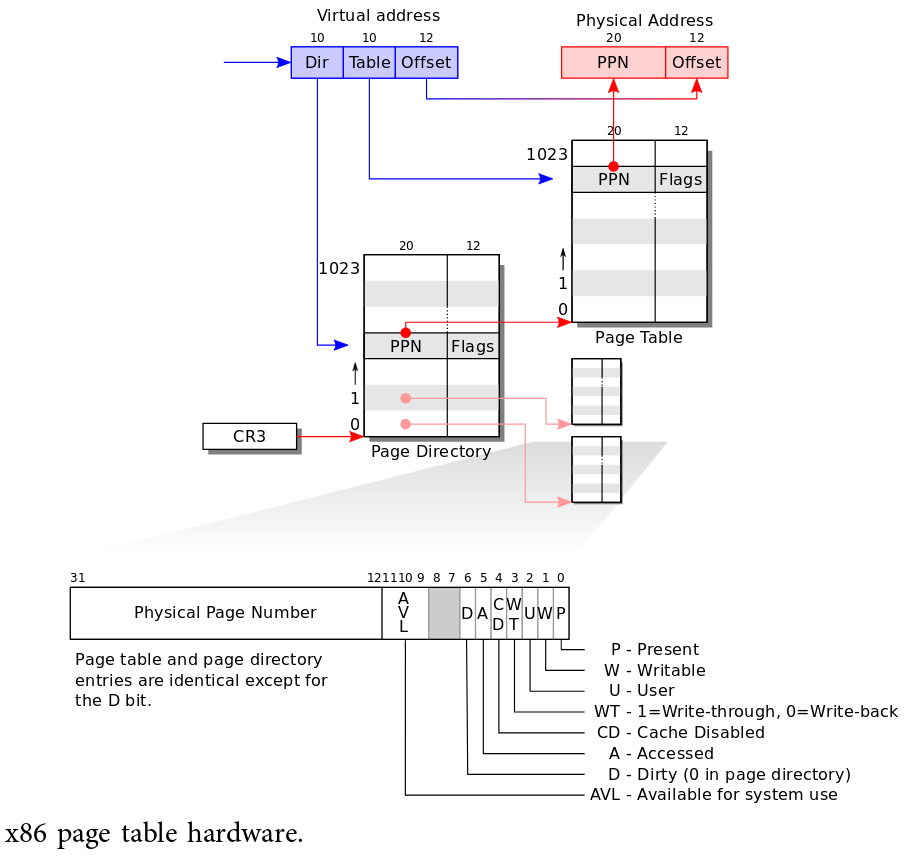 Virtual address
Physical Address
10 10 12
20 12
Dir Table Offset
PPN Offset
20 12
1023
PPN Flags
1
0
Page Table
20 12
1023
PPN Flags
1
0
CR3
Page Directory
31 12 11 10 9 8 7 6 5 4 3 2 1 0
Physical Page Number
A
V
L
D A
C
D
W
T
U W P
Page table and page directory
entries are identical except for
the D bit.
P - Present
W - Writable
U - User
WT - 1=Write-through, 0=Write-back
CD - Cache Disabled
A - Accessed
D - Dirty (0 in page directory)
AVL - Available for system use
x86 page table hardware.